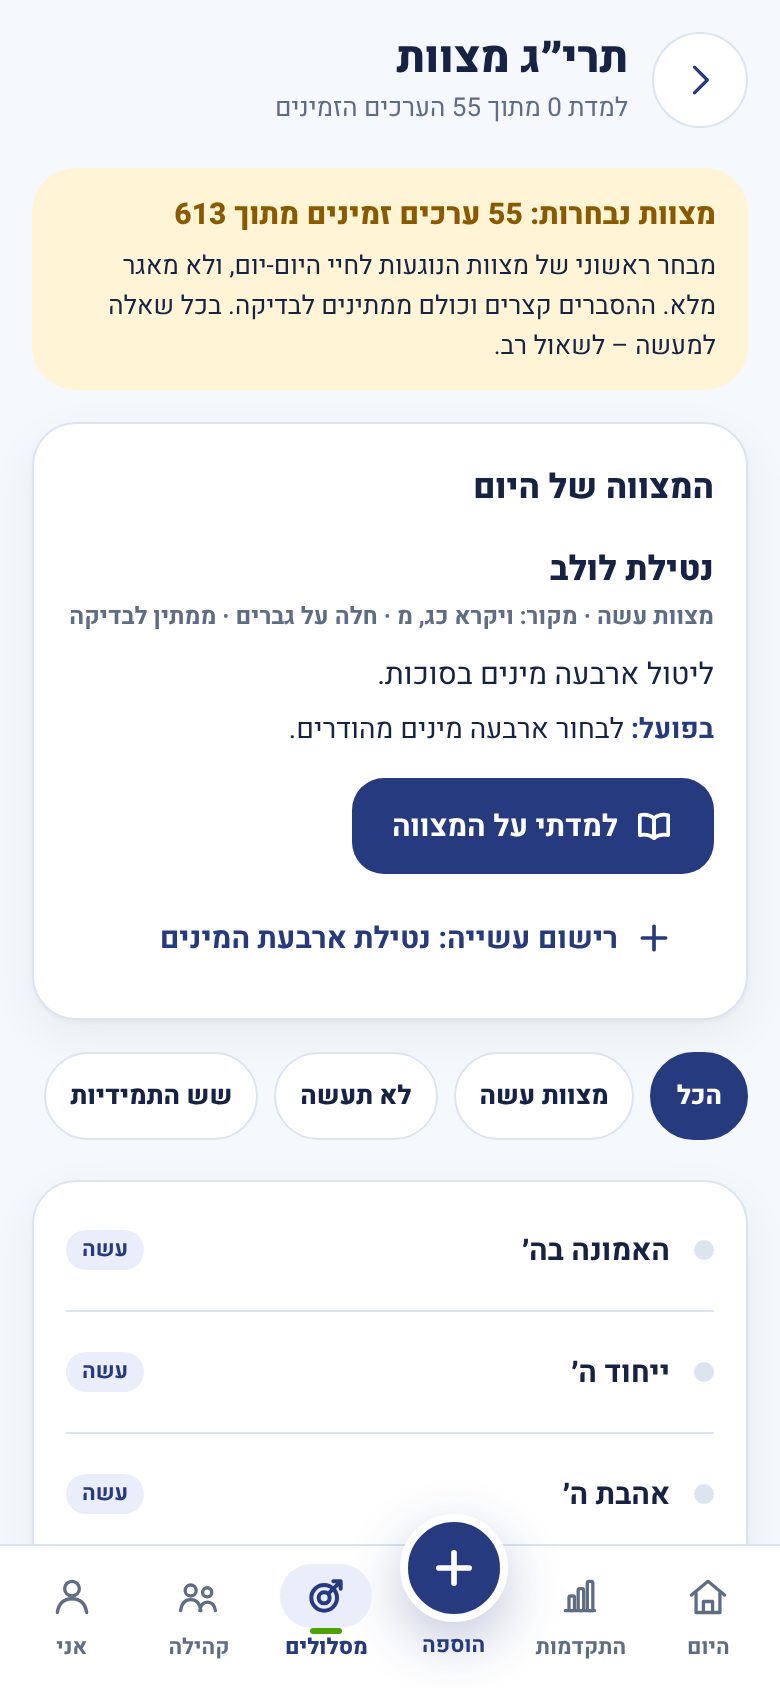 תרי״ג מצוות
למדת 0 מתוך 55 הערכים הזמינים
מצוות נבחרות: 55 ערכים זמינים מתוך 613
מבחר ראשוני של מצוות הנוגעות לחיי היום-יום, ולא מאגר
מלא. ההסברים קצרים וכולם ממתינים לבדיקה. בכל שאלה
למעשה – לשאול רב.
המצווה של היום
נטילת לולב
מצוות עשה · מקור: ויקרא כג, מ · חלה על גברים · ממתין לבדיקה
ליטול ארבעה מינים בסוכות.
בפועל: לבחור ארבעה מינים מהודרים.
למדתי על המצווה
רישום עשייה: נטילת ארבעת המינים
הכל
מצוות עשה
לא תעשה
שש התמידיות
האמונה בה׳
עשה
ייחוד ה׳
עשה
אהבת ה׳
עשה
היום
התקדמות
הוספה
מסלולים
קהילה
אני